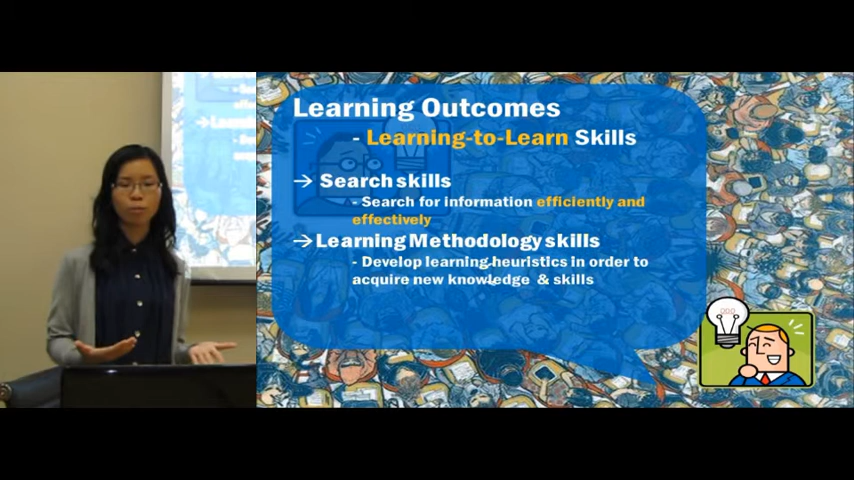 Learning Outcomes
- Learning-to-Learn Skills
→ Search skills
- Search for information efficiently and
effectively
→ Learning Methodology skills
- Develop learning heuristics in order to
acquire new knowledge & skills